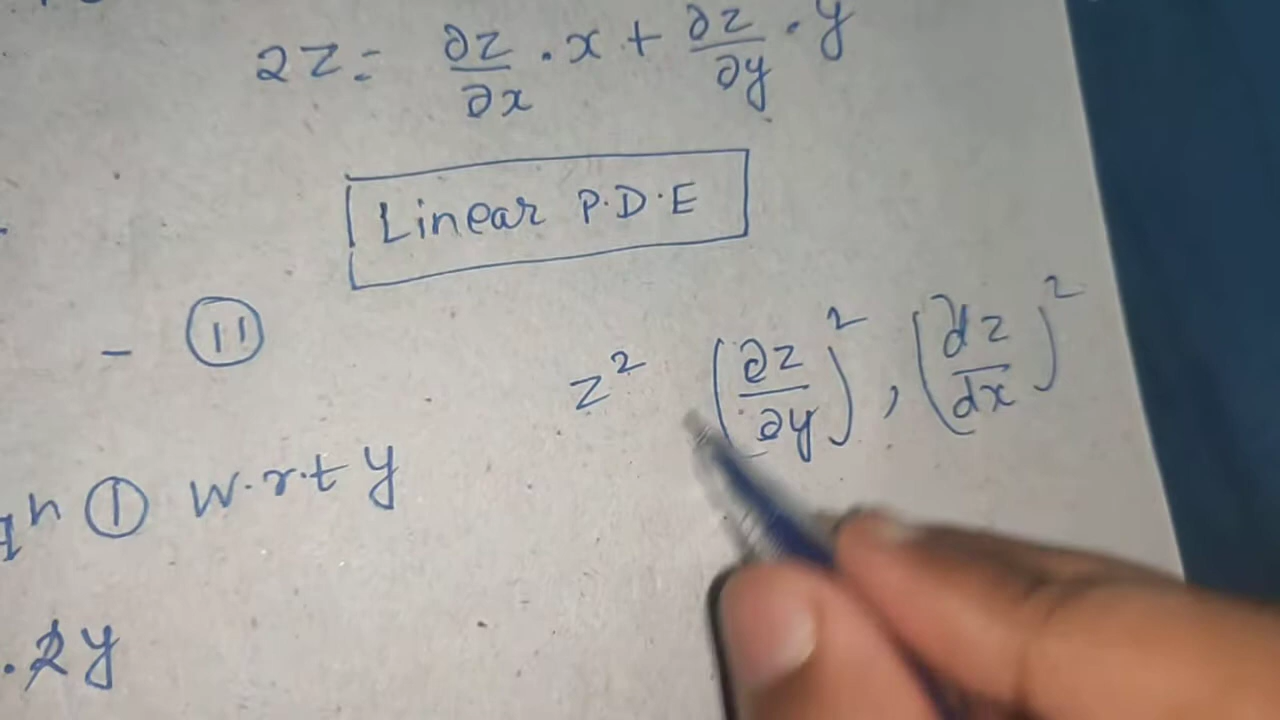 2z = ∂z/∂x . x + ∂z/∂y . y
Linear P.D.E
- 11
z² (∂z/∂y)² , (dz/dx)²
① w.r.t y
. 2y